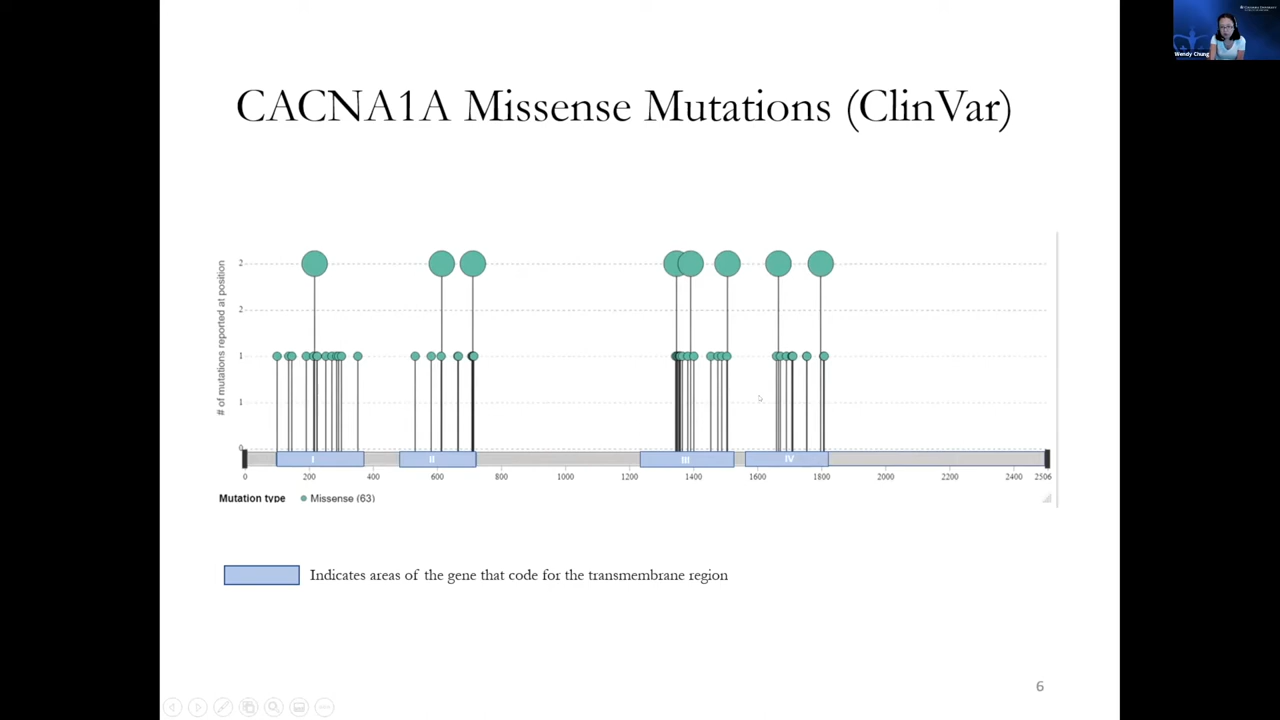 COLUMBIA UNIVERSITY
Wendy Chung
CACNA1A Missense Mutations (ClinVar)
# of mutations reported at position
2
2
1
1
0
I II III IV
0 200 400 600 800 1000 1200 1400 1600 1800 2000 2200 2400 2506
Mutation type Missense (63)
Indicates areas of the gene that code for the transmembrane region
6